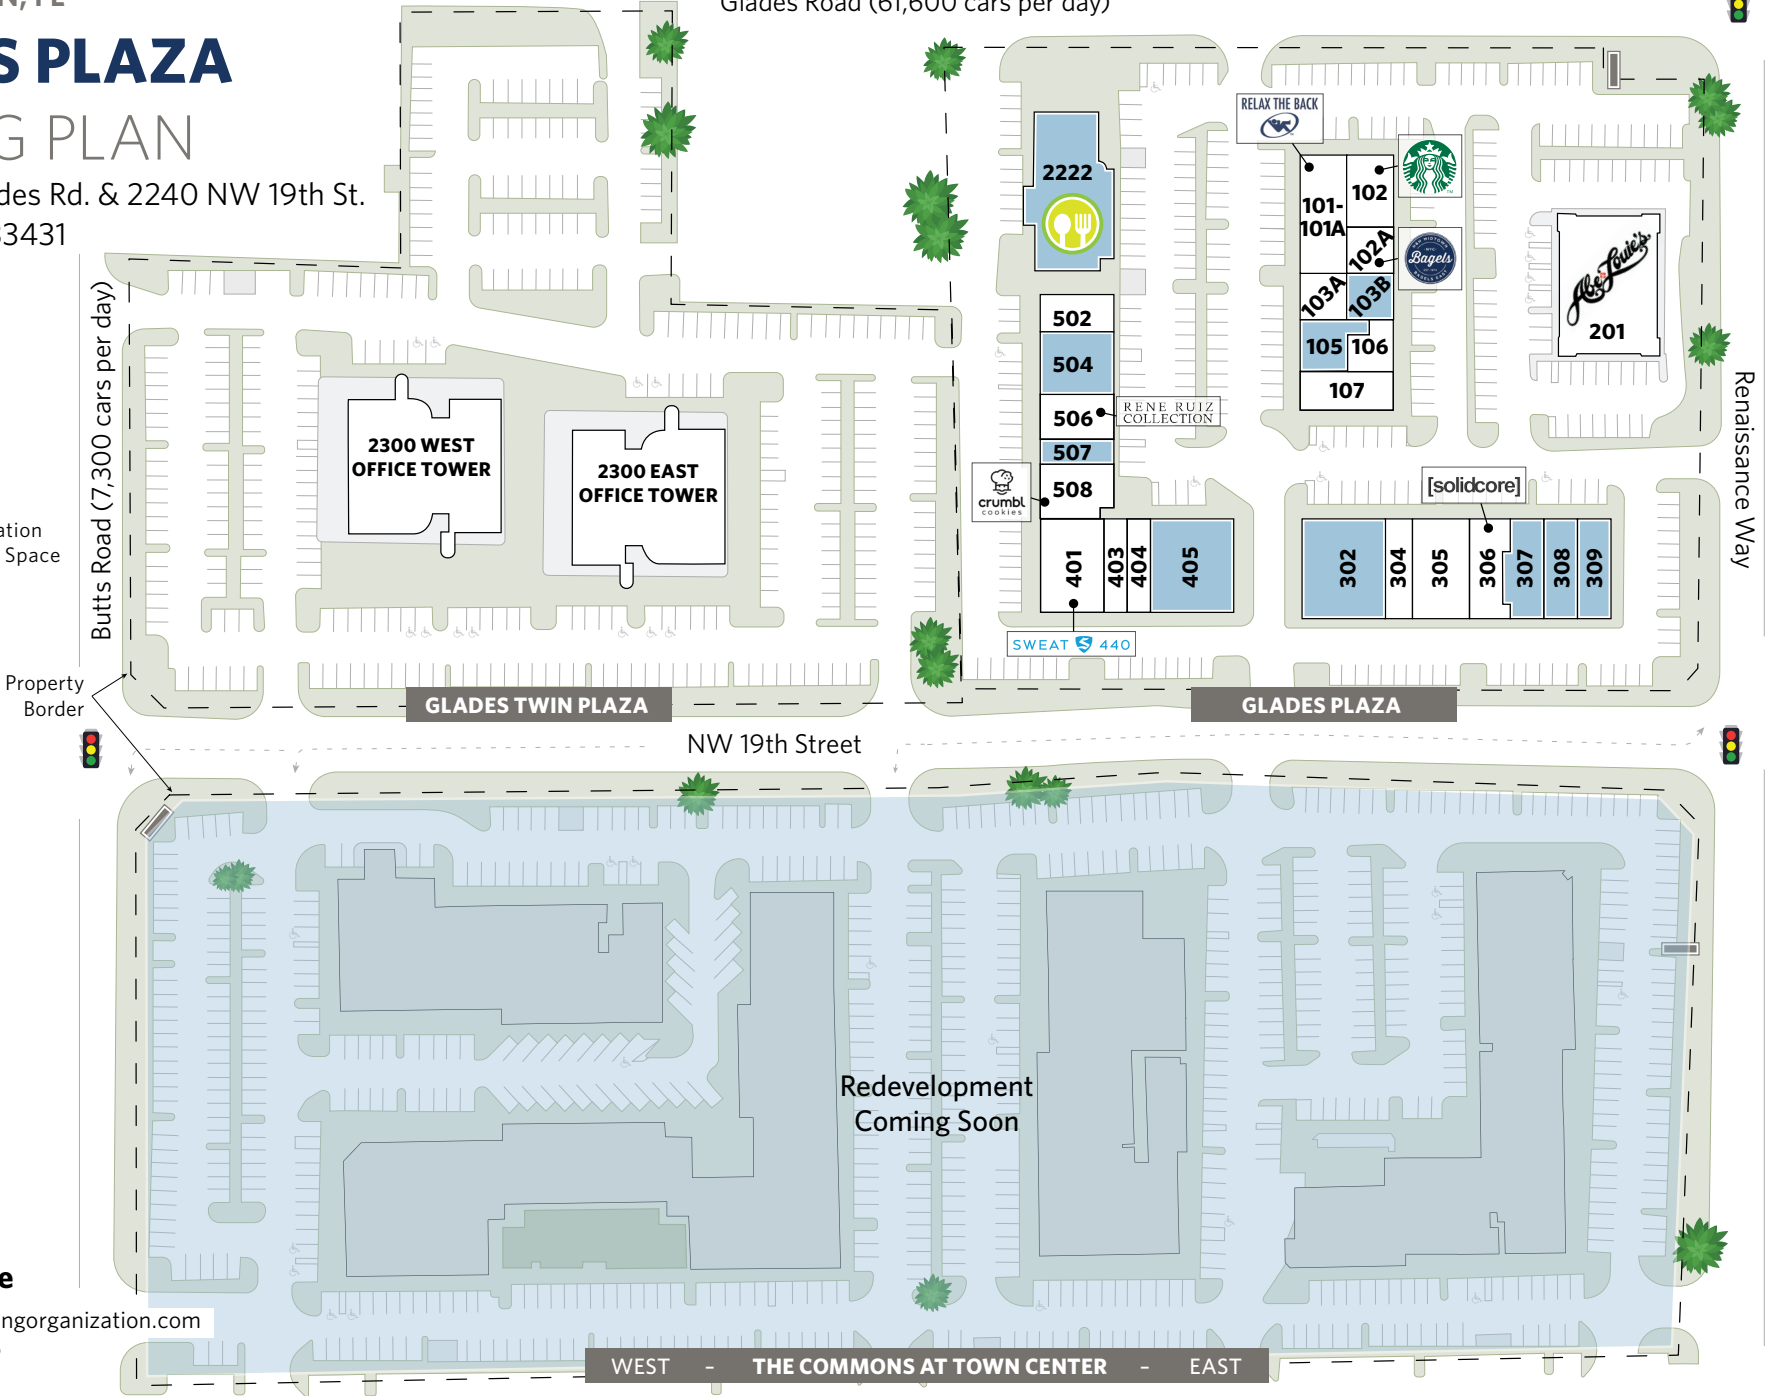 N, FL
Glades Road (61,600 cars per day)
S PLAZA
G PLAN
des Rd. & 2240 NW 19th St.
33431
RELAX THE BACK
2222
101-
101A
102
102A
Bagels
103A
103B
105
106
107
Abe & Louie's
201
502
504
506
RENE RUIZ
COLLECTION
507
508
crumbl
cookies
401
403
404
405
SWEAT 440
[solidcore]
302
304
305
306
307
308
309
Renaissance Way
Butts Road (7,300 cars per day)
2300 WEST
OFFICE TOWER
2300 EAST
OFFICE TOWER
ation
Space
Property
Border
GLADES TWIN PLAZA
GLADES PLAZA
NW 19th Street
Redevelopment
Coming Soon
e
ngorganization.com
WEST - THE COMMONS AT TOWN CENTER - EAST